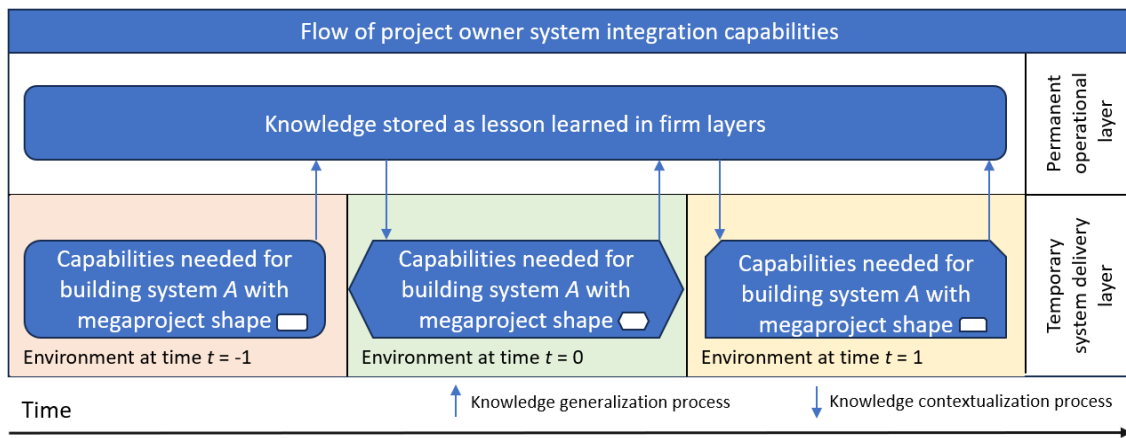 Flow of project owner system integration capabilities
Knowledge stored as lesson learned in firm layers
Permanent
operational
layer
Capabilities needed for
building system A with
megaproject shape
Environment at time t = -1
Capabilities needed for
building system A with
megaproject shape
Environment at time t = 0
Capabilities needed for
building system A with
megaproject shape
Environment at time t = 1
Temporary
system delivery
layer
Time
Knowledge generalization process
Knowledge contextualization process